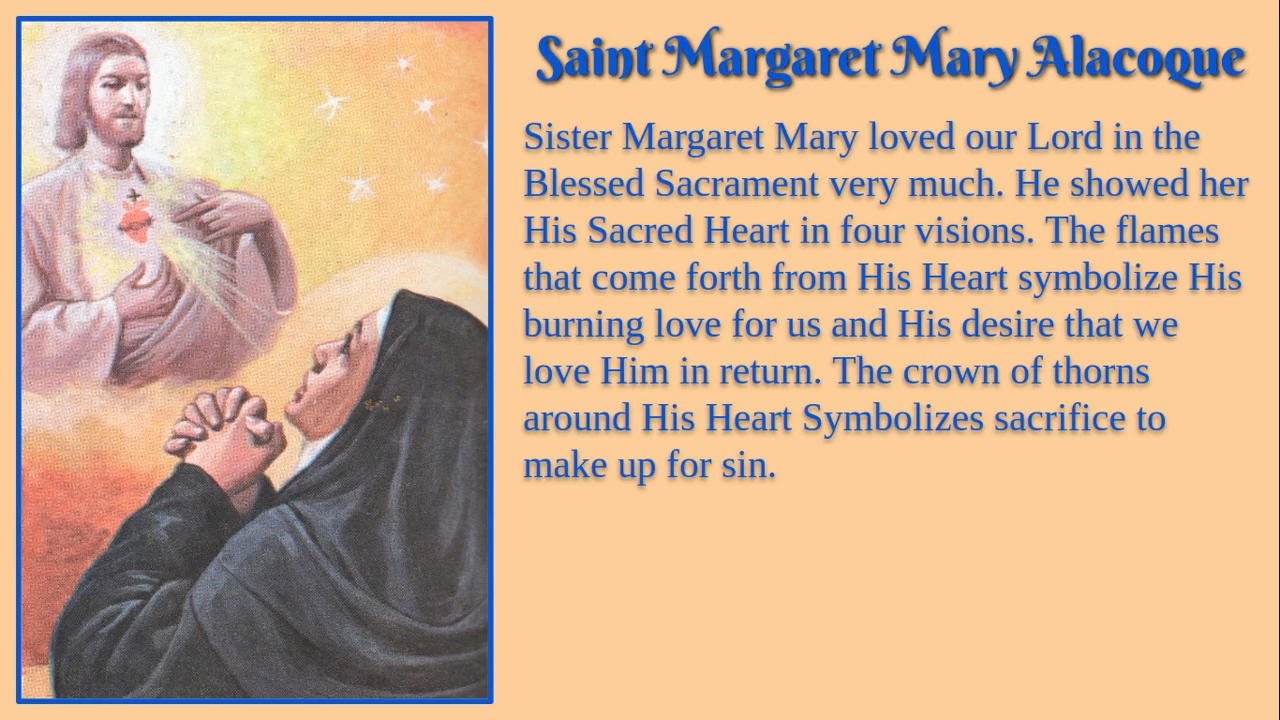 Saint Margaret Mary Alacoque
Sister Margaret Mary loved our Lord in the
Blessed Sacrament very much. He showed her
His Sacred Heart in four visions. The flames
that come forth from His Heart symbolize His
burning love for us and His desire that we
love Him in return. The crown of thorns
around His Heart Symbolizes sacrifice to
make up for sin.